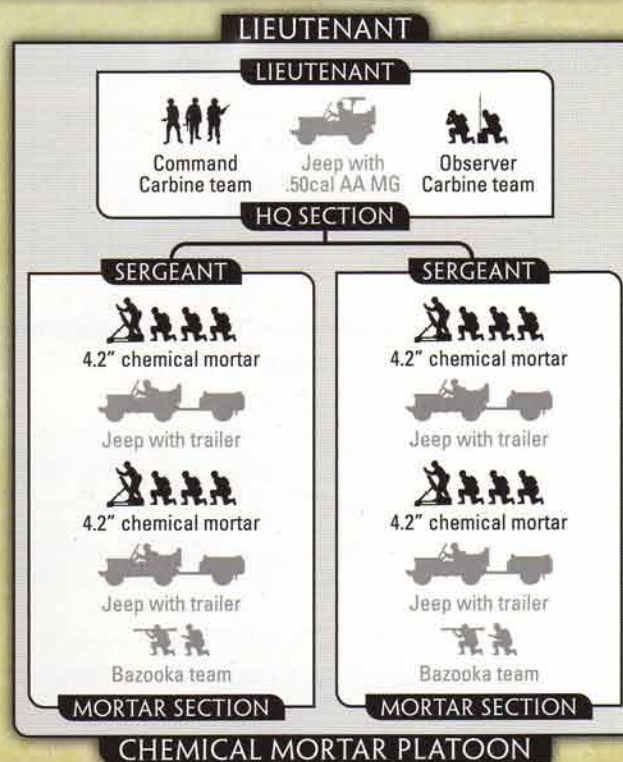 LIEUTENANT
LIEUTENANT
Command
Carbine team
Jeep with
.50cal AA MG
Observer
Carbine team
HQ SECTION
SERGEANT
4.2” chemical mortar
Jeep with trailer
4.2” chemical mortar
Jeep with trailer
Bazooka team
MORTAR SECTION
SERGEANT
4.2” chemical mortar
Jeep with trailer
4.2” chemical mortar
Jeep with trailer
Bazooka team
MORTAR SECTION
CHEMICAL MORTAR PLATOON